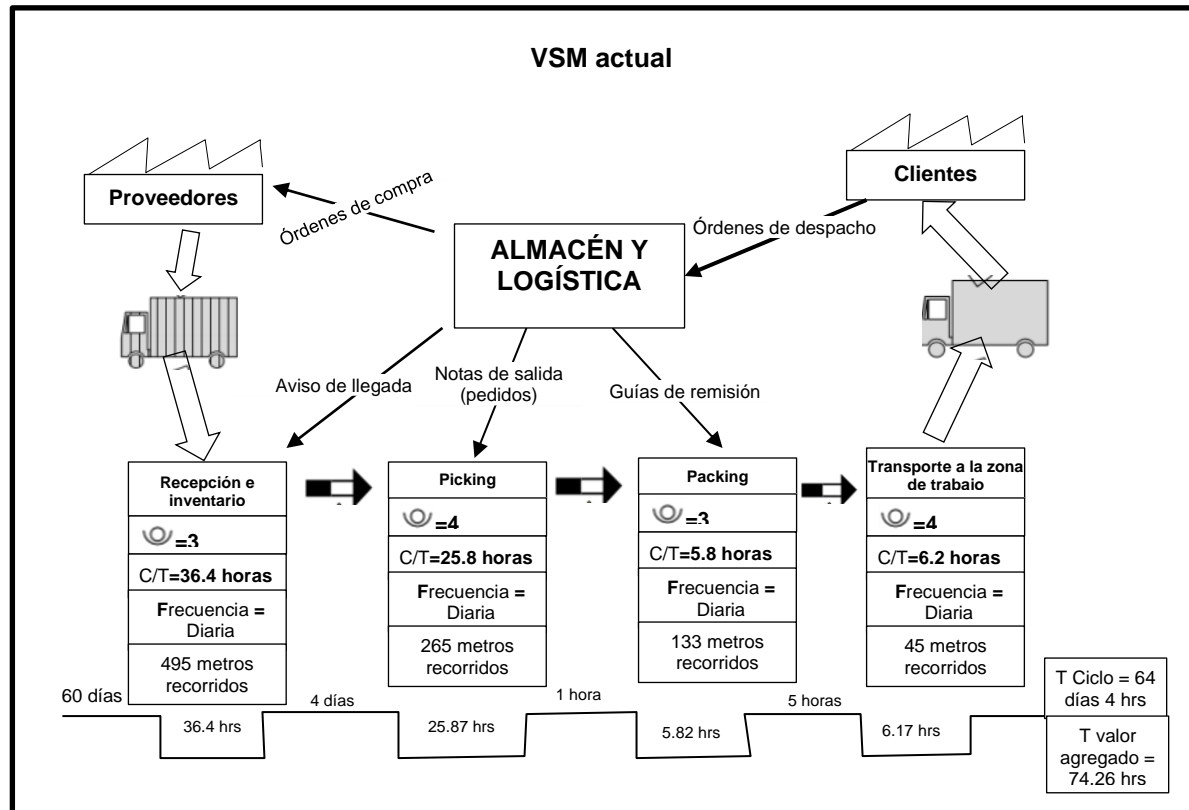 VSM actual
Proveedores
Órdenes de compra
ALMACÉN Y
LOGÍSTICA
Órdenes de despacho
Clientes
Aviso de llegada
Notas de salida
(pedidos)
Guías de remisión
Recepción e
inventario
=3
C/T=36.4 horas
Frecuencia =
Diaria
495 metros
recorridos
Picking
=4
C/T=25.8 horas
Frecuencia =
Diaria
265 metros
recorridos
Packing
=3
C/T=5.8 horas
Frecuencia =
Diaria
133 metros
recorridos
Transporte a la zona
de trabajo
=4
C/T=6.2 horas
Frecuencia =
Diaria
45 metros
recorridos
60 días
36.4 hrs
4 días
25.87 hrs
1 hora
5.82 hrs
5 horas
6.17 hrs
T Ciclo = 64
días 4 hrs
T valor
agregado =
74.26 hrs